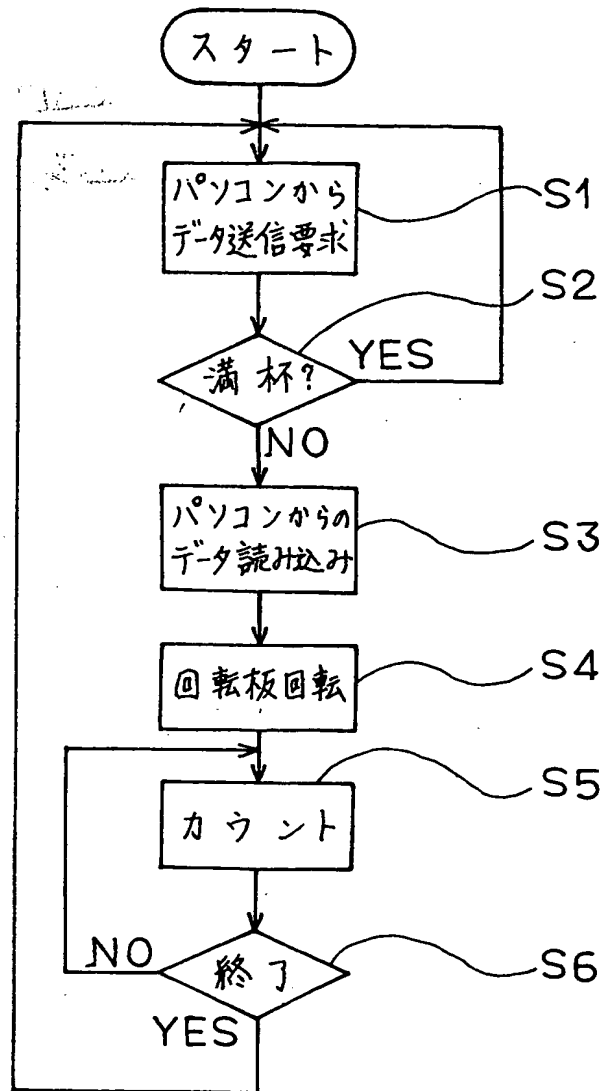 スタート
パソコンから
データ送信要求
S1
S2
満杯?
YES
NO
パソコンからの
データ読み込み
S3
回転板回転
S4
カウント
S5
終了
NO
YES
S6